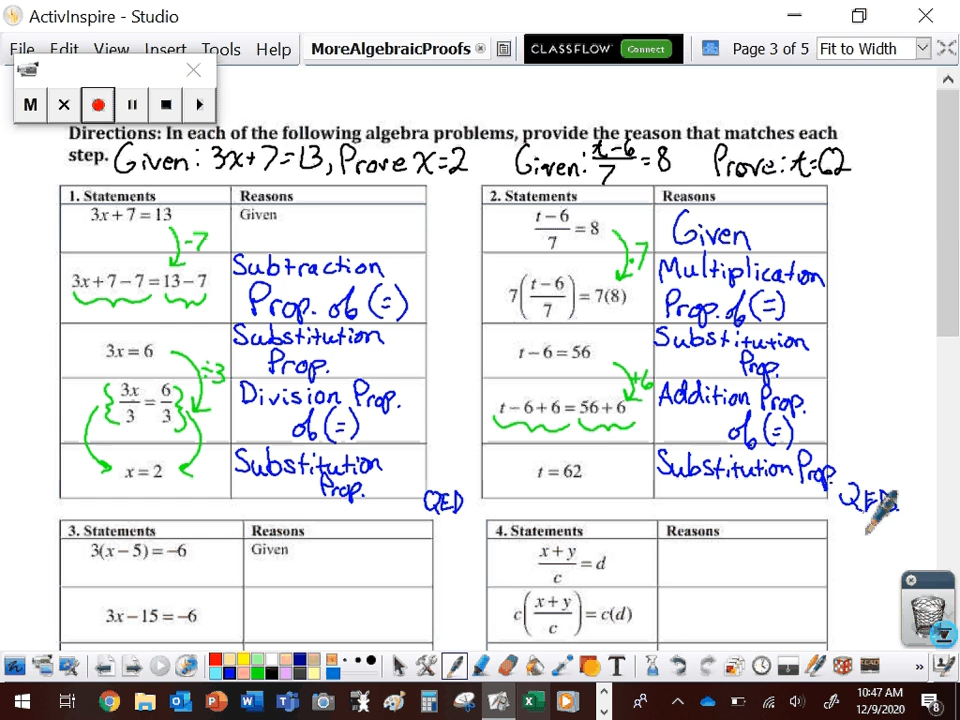 ActivInspire - Studio
File Edit View Insert Tools Help MoreAlgebraicProofs CLASSFLOW Connect Page 3 of 5 Fit to Width
M
Directions: In each of the following algebra problems, provide the reason that matches each
step. Given: 3x+7=13, Prove x=2 Given: t-6/7 = 8 Prove: t=62
1. Statements Reasons
3x + 7 = 13 Given
-7
3x + 7 − 7 = 13 − 7 Subtraction
Prop. of (=)
3x = 6 Substitution
Prop.
÷3
3x/3 = 6/3 Division Prop.
of (=)
x = 2 Substitution
Prop.
QED
2. Statements Reasons
t − 6/7 = 8 Given
·7
7(t − 6/7) = 7(8) Multiplication
Prop. of (=)
t − 6 = 56 Substitution
Prop.
+6
t − 6 + 6 = 56 + 6 Addition Prop.
of (=)
t = 62 Substitution Prop.
QED
3. Statements Reasons
3(x − 5) = −6 Given
3x − 15 = −6
4. Statements Reasons
x + y/c = d
c(x + y/c) = c(d)
10:47 AM
12/9/2020
8